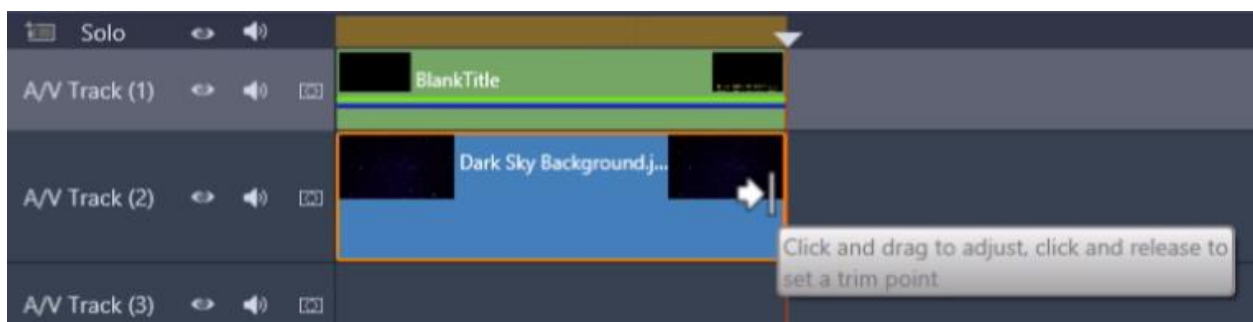 Solo
A/V Track (1)
BlankTitle
A/V Track (2)
Dark Sky Background.j...
Click and drag to adjust, click and release to
set a trim point
A/V Track (3)